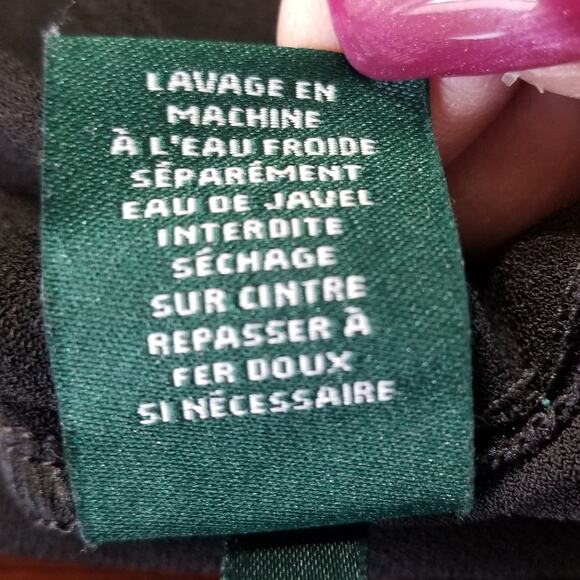 LAVAGE EN
MACHINE
À L'EAU FROIDE
SÉPARÉMENT
EAU DE JAVEL
INTERDITE
SÉCHAGE
SUR CINTRE
REPASSER À
FER DOUX
SI NÉCESSAIRE